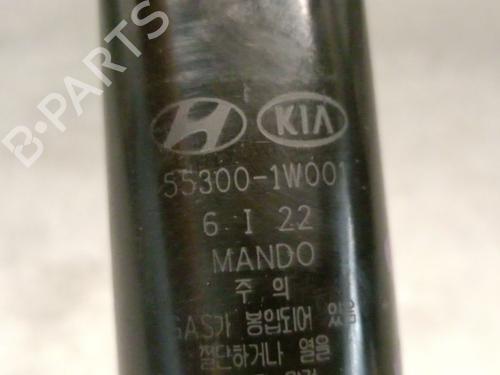 B-PARTS
KIA
55300-1W001
6 I 22
MANDO
주 의
GAS가 봉입되어 있음
절단하거나 열을